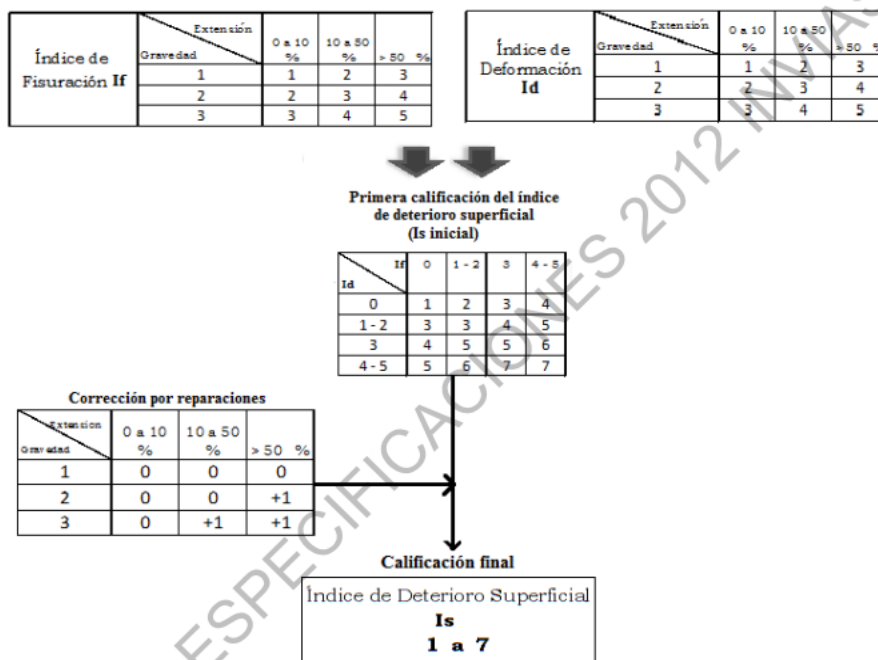 Índice de
Fisuración If
Extensión
Gravedad
0 a 10 % 10 a 50 % > 50 %
1 1 2 3
2 2 3 4
3 3 4 5
Índice de
Deformación
Id
Extensión
Gravedad
0 a 10 % 10 a 50 % > 50 %
1 1 2 3
2 2 3 4
3 3 4 5
Primera calificación del índice
de deterioro superficial
(Is inicial)
If 0 1 - 2 3 4 - 5
Id
0 1 2 3 4
1 - 2 3 3 4 5
3 4 5 5 6
4 - 5 5 6 7 7
Corrección por reparaciones
Extension
Gravedad
0 a 10 % 10 a 50 % > 50 %
1 0 0 0
2 0 0 +1
3 0 +1 +1
Calificación final
Índice de Deterioro Superficial
Is
1 a 7
ESPECIFICACIONES 2012 INVIAS